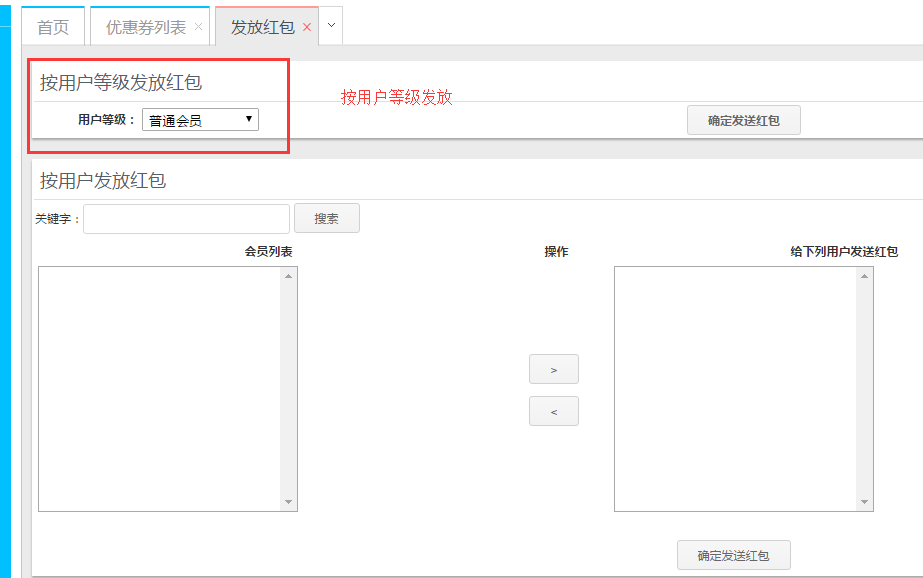 首页 优惠券列表 × 发放红包 ×
按用户等级发放红包
按用户等级发放
用户等级： 普通会员 确定发送红包
按用户发放红包
关键字： 搜索
会员列表 操作 给下列用户发送红包
>
<
确定发送红包